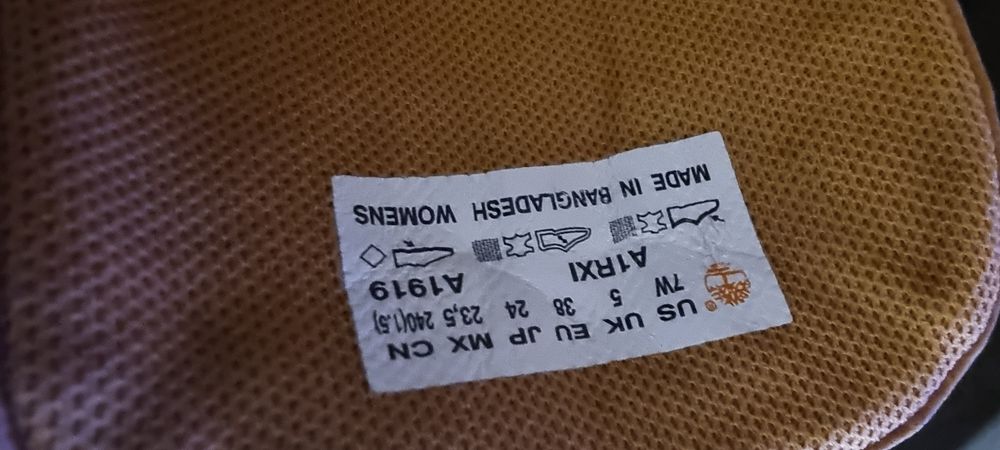 US UK EU JP MX CN
7W 5 38 24 23,5 240(1.5)
A1RXI A1919
MADE IN BANGLADESH WOMENS